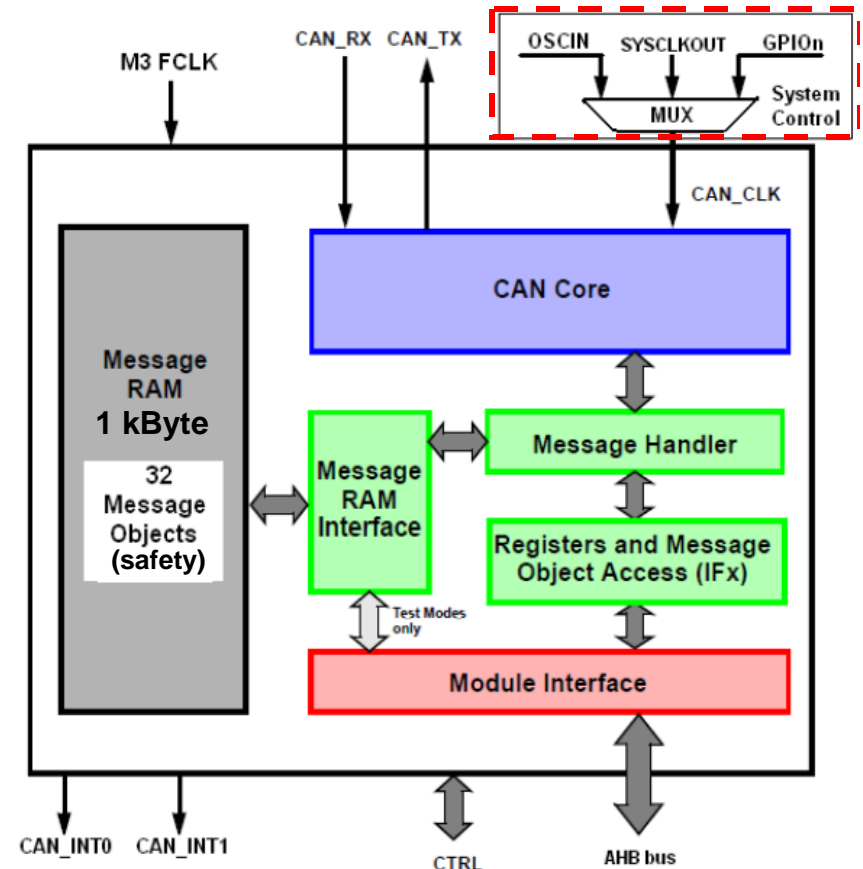 CAN_RX CAN_TX
M3 FCLK
OSCIN
SYSCLKOUT
GPIOn
MUX
System
Control
CAN_CLK
CAN Core
Message
RAM
1 kByte
32
Message
Objects
(safety)
Message
RAM
Interface
Message Handler
Registers and Message
Object Access (IFx)
Test Modes
only
Module Interface
CAN_INT0
CAN_INT1
CTRL
AHB bus